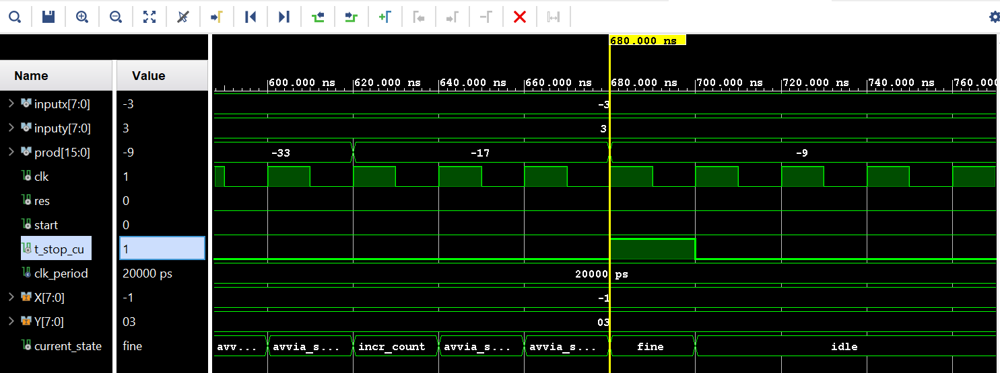 680.000 ns
Name Value
600.000 ns 620.000 ns 640.000 ns 660.000 ns 680.000 ns 700.000 ns 720.000 ns 740.000 ns 760.00
inputx[7:0] -3 -3
inputy[7:0] 3 3
prod[15:0] -9 -33 -17 -9
clk 1
res 0
start 0
t_stop_cu 1
clk_period 20000 ps 20000 ps
X[7:0] -1 -1
Y[7:0] 03 03
current_state fine avv... avvia_s... incr_count avvia_s... avvia_s... fine idle